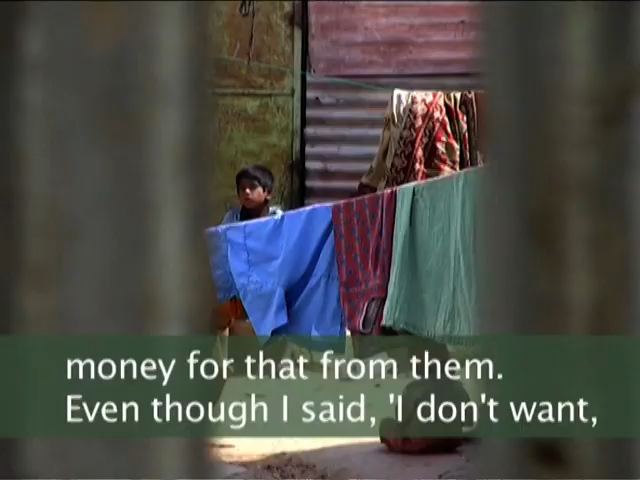 money for that from them.
Even though I said, 'I don't want,